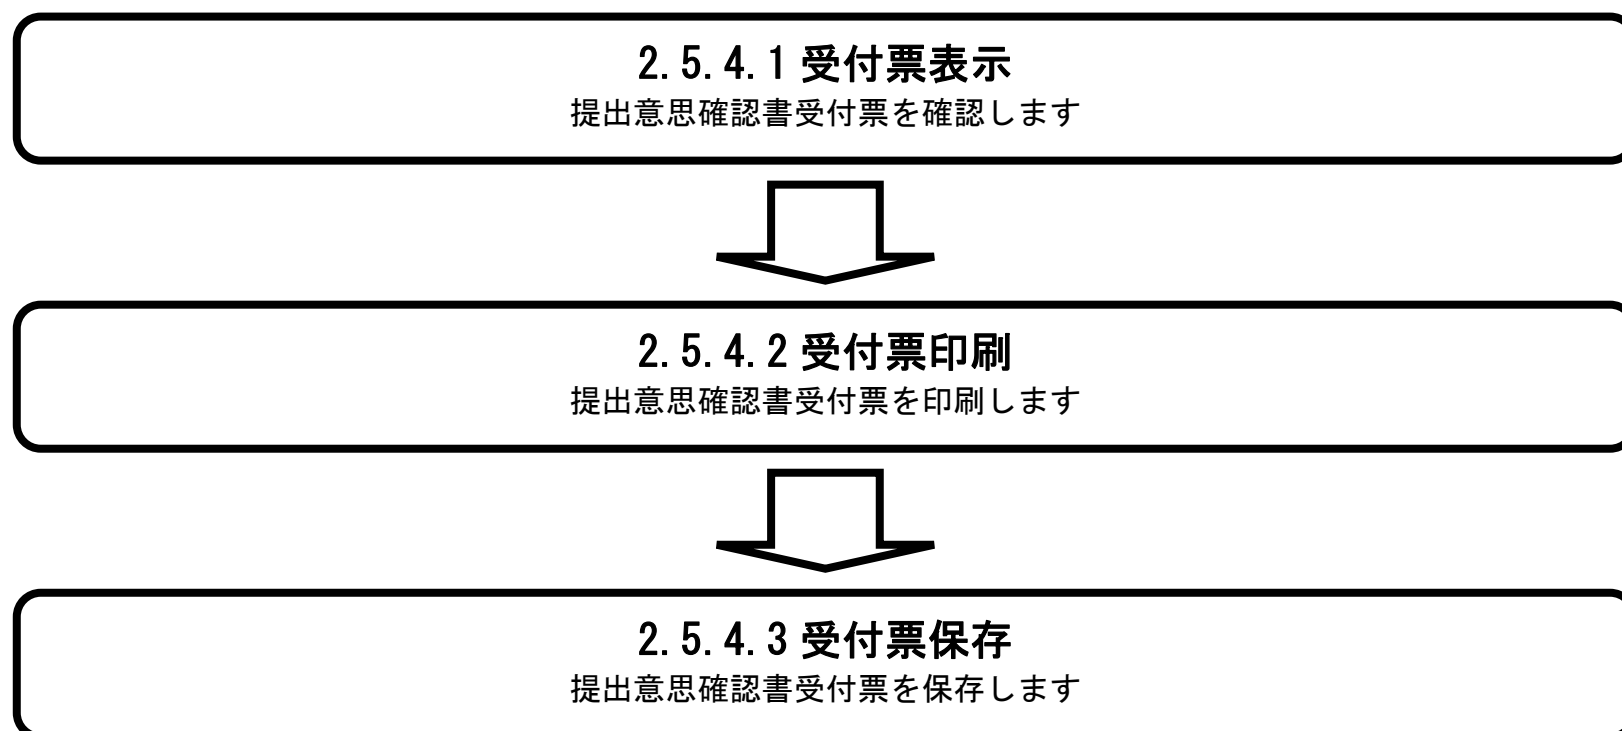 2.5.4.1 受付票表示
提出意思確認書受付票を確認します
2.5.4.2 受付票印刷
提出意思確認書受付票を印刷します
2.5.4.3 受付票保存
提出意思確認書受付票を保存します